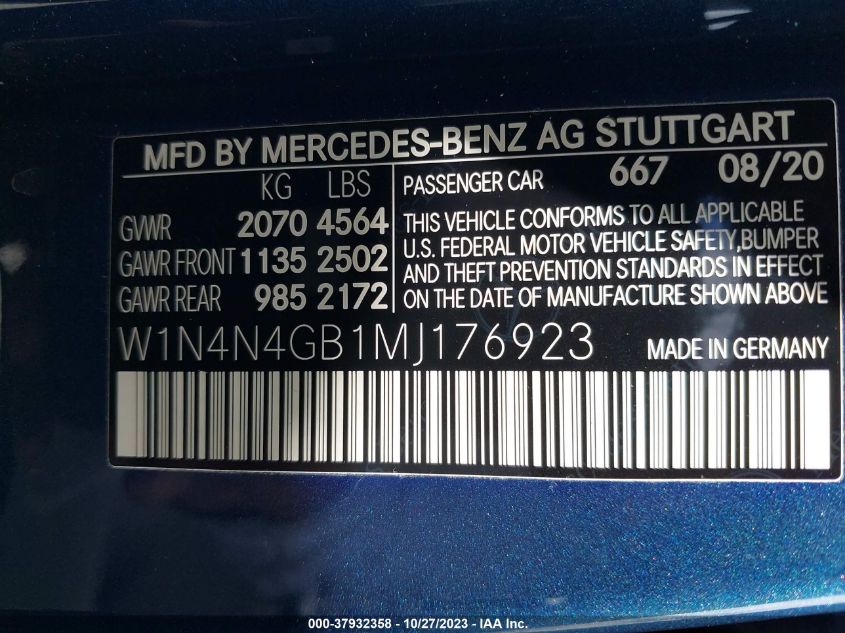 MFD BY MERCEDES-BENZ AG STUTTGART
KG LBS
GVWR 2070 4564
GAWR FRONT 1135 2502
GAWR REAR 985 2172
PASSENGER CAR 667 08/20
THIS VEHICLE CONFORMS TO ALL APPLICABLE
U.S. FEDERAL MOTOR VEHICLE SAFETY,BUMPER
AND THEFT PREVENTION STANDARDS IN EFFECT
ON THE DATE OF MANUFACTURE SHOWN ABOVE
W1N4N4GB1MJ176923 MADE IN GERMANY
000-37932358 - 10/27/2023 - IAA Inc.